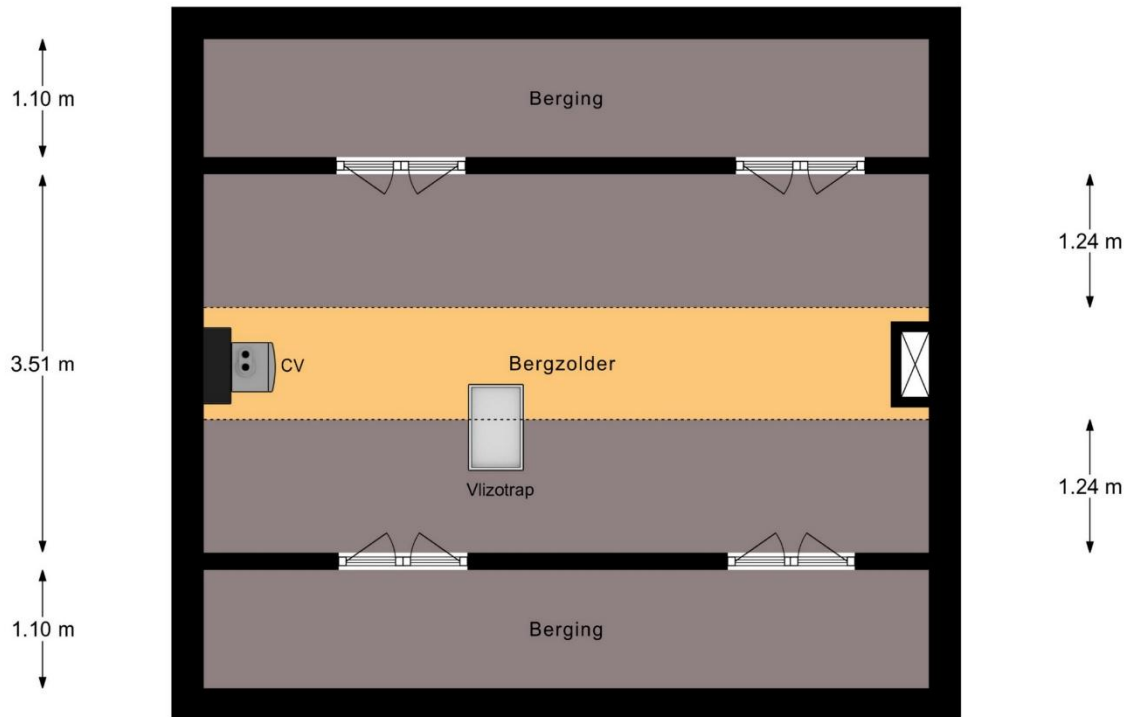 1.10 m
Berging
1.24 m
3.51 m
CV
Bergzolder
Vlizotrap
1.24 m
1.10 m
Berging